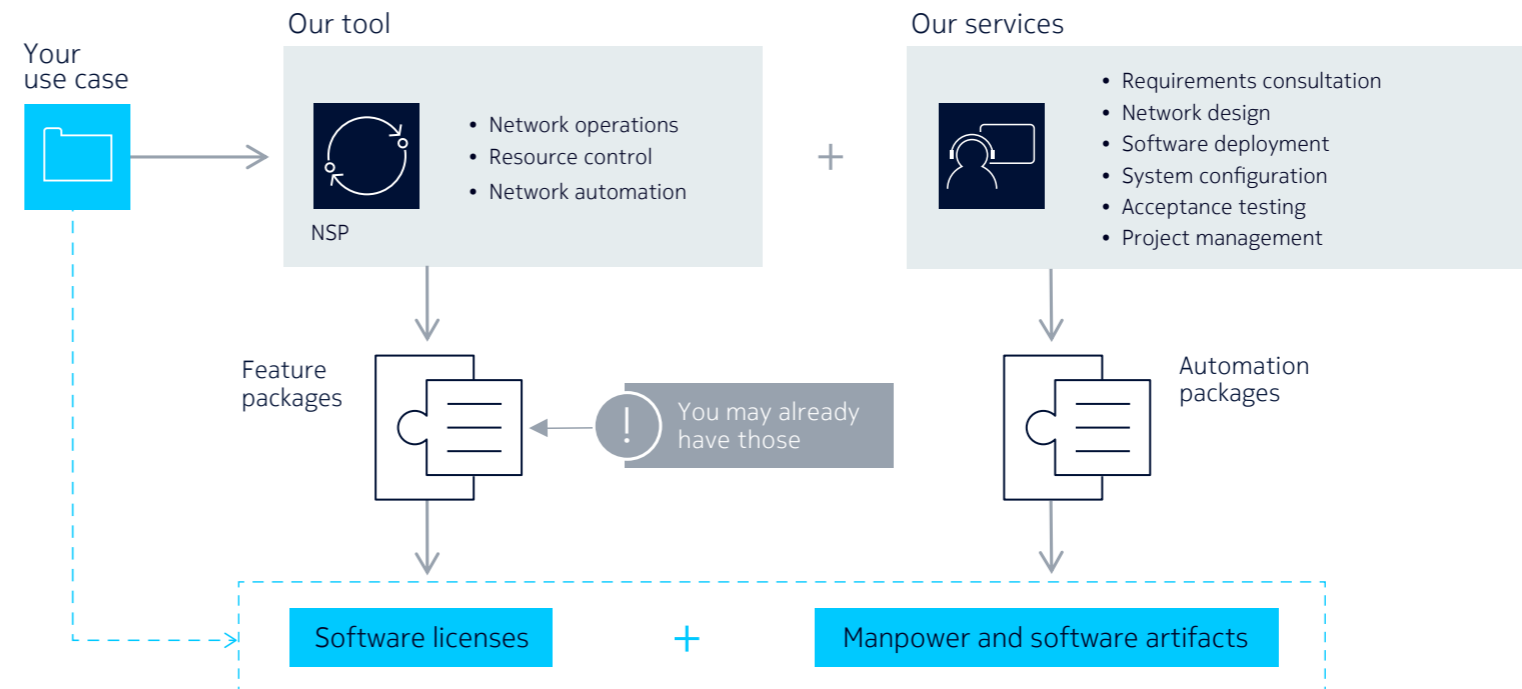 Our tool
Our services
Your
use case
• Network operations
• Resource control
• Network automation
NSP
+
• Requirements consultation
• Network design
• Software deployment
• System configuration
• Acceptance testing
• Project management
Feature
packages
!
You may already
have those
Automation
packages
Software licenses
+
Manpower and software artifacts